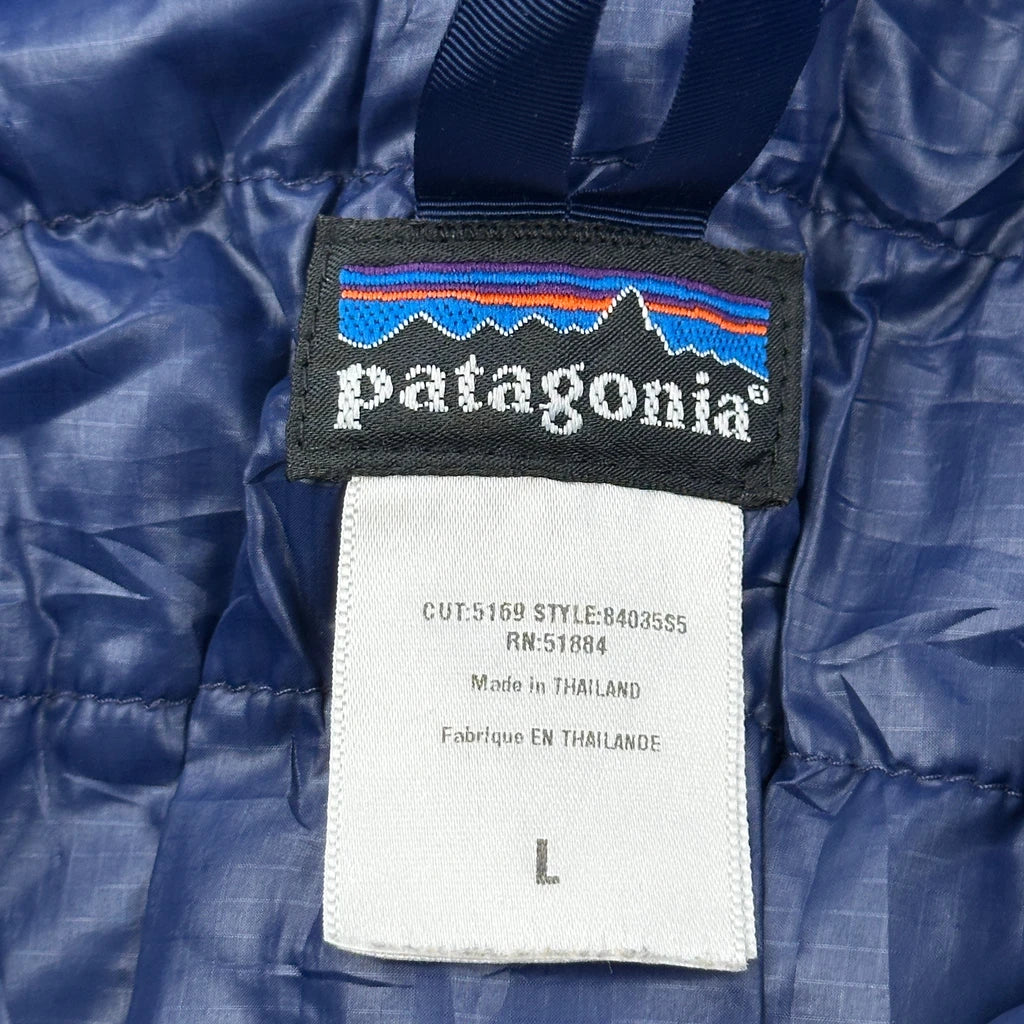 patagonia®
CUT:5169 STYLE:84035S5
RN:51884
Made in THAILAND
Fabrique EN THAILANDE
L